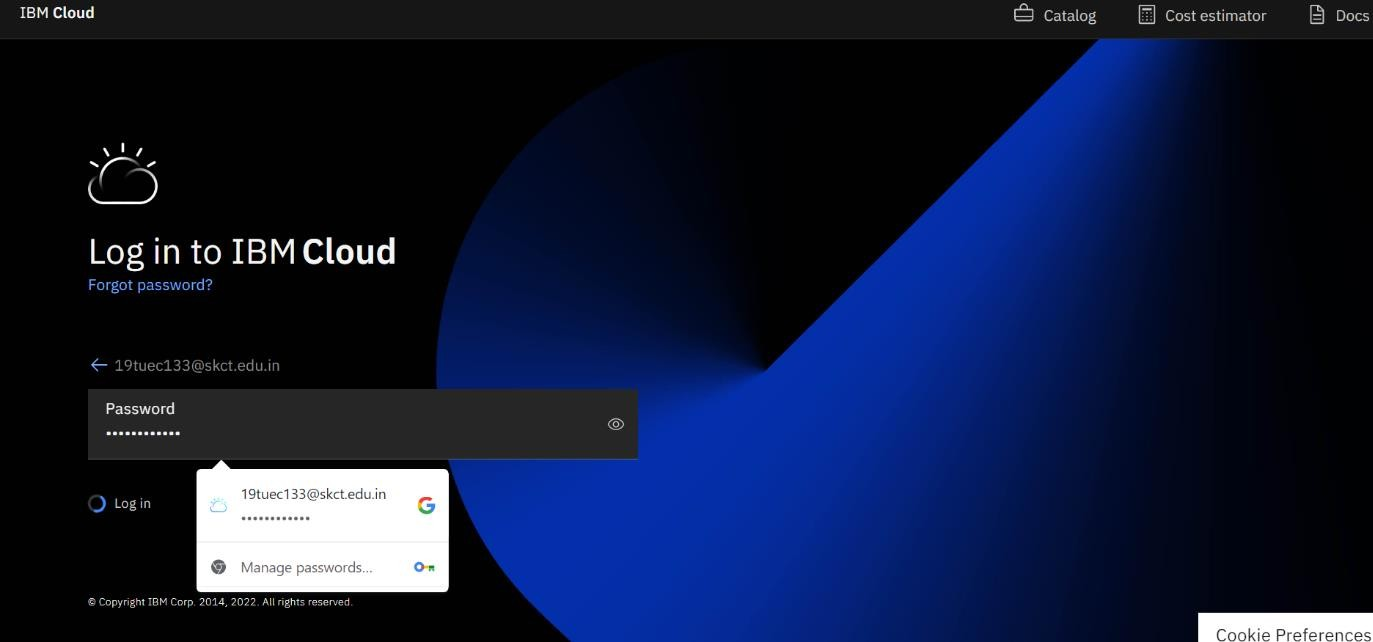 IBM Cloud
Catalog
Cost estimator
Docs
Log in to IBM Cloud
Forgot password?
19tuec133@skct.edu.in
Password
••••••••••••
Log in
19tuec133@skct.edu.in
••••••••••••
Manage passwords...
© Copyright IBM Corp. 2014, 2022. All rights reserved.
Cookie Preferences